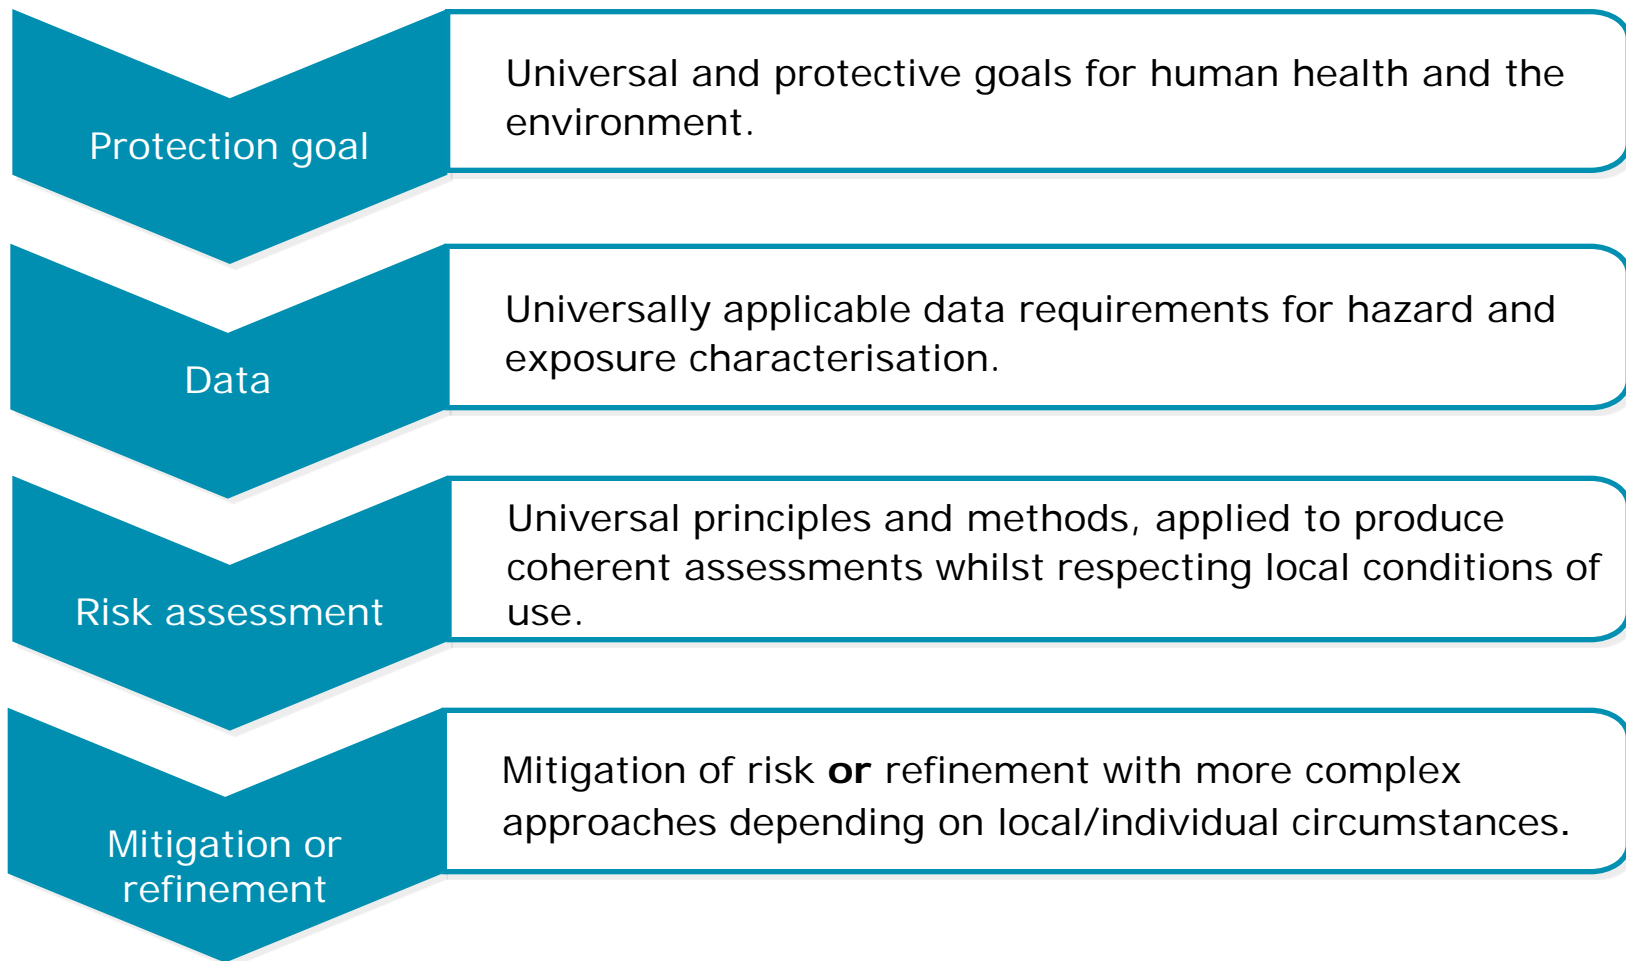 Protection goal
Universal and protective goals for human health and the
environment.
Data
Universally applicable data requirements for hazard and
exposure characterisation.
Risk assessment
Universal principles and methods, applied to produce
coherent assessments whilst respecting local conditions of
use.
Mitigation or
refinement
Mitigation of risk or refinement with more complex
approaches depending on local/individual circumstances.